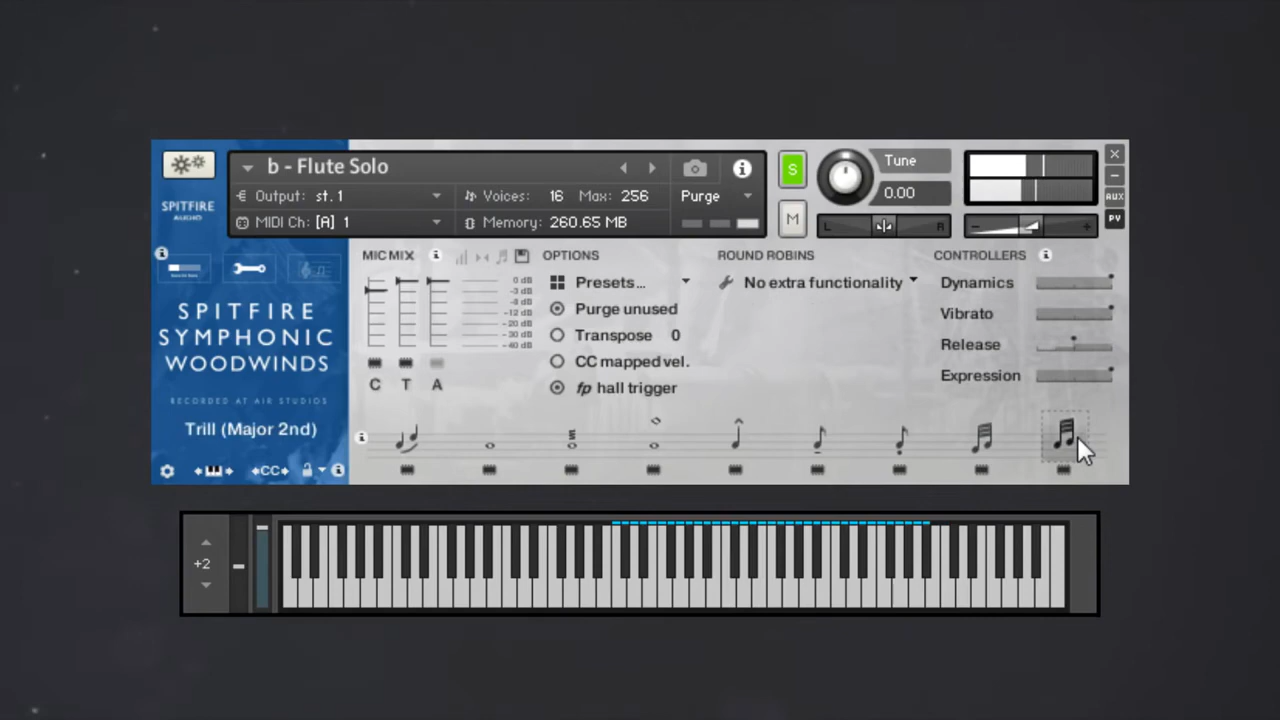 b - Flute Solo
i
S
Tune
X
SPITFIRE
AUDIO
Output: st.1
Voices: 16 Max: 256
Purge
0.00
AUX
MIDI Ch: [A] 1
Memory: 260.65 MB
M
L
R
PV
SPITFIRE
SYMPHONIC
WOODWINDS
RECORDED AT AIR STUDIOS
Trill (Major 2nd)
CC
MIC MIX
0 dB
-3 dB
-8 dB
-12 dB
-20 dB
-30 dB
-40 dB
C T A
OPTIONS
Presets...
Purge unused
Transpose 0
CC mapped vel.
fp hall trigger
ROUND ROBINS
No extra functionality
CONTROLLERS
Dynamics
Vibrato
Release
Expression
+2